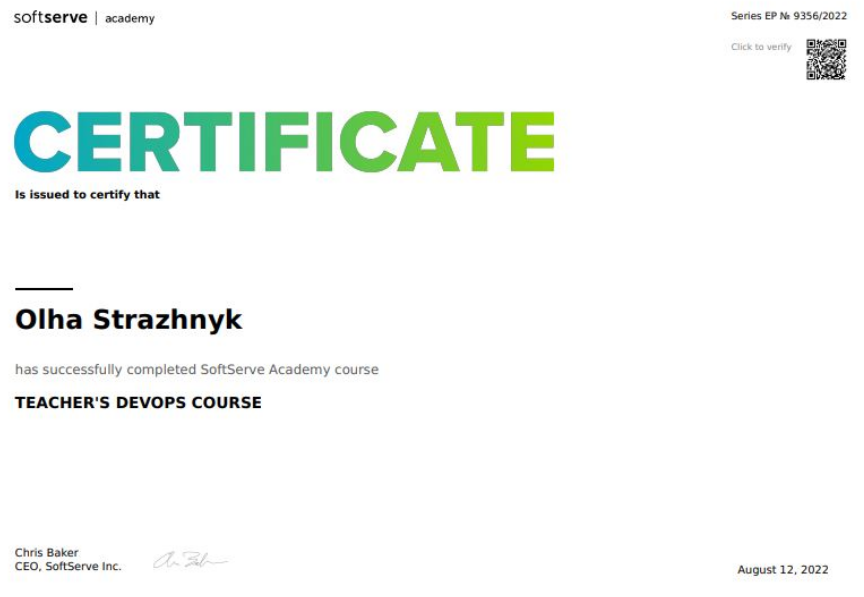 softserve | academy
Series EP № 9356/2022
Click to verify
CERTIFICATE
Is issued to certify that
Olha Strazhnyk
has successfully completed SoftServe Academy course
TEACHER'S DEVOPS COURSE
Chris Baker
CEO, SoftServe Inc.
August 12, 2022